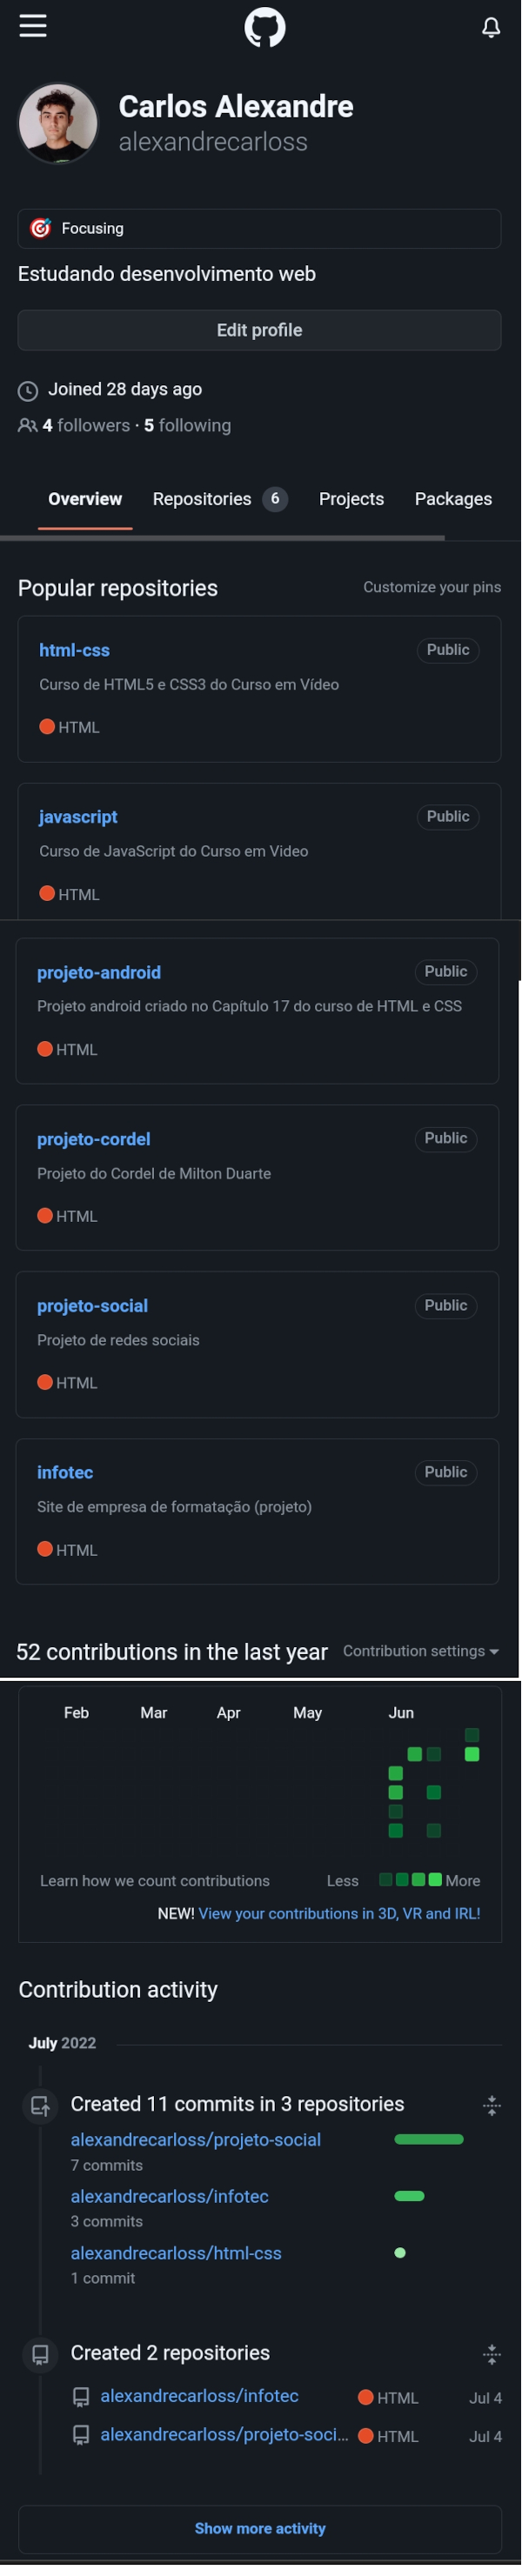 Carlos Alexandre
alexandrecarloss
Focusing
Estudando desenvolvimento web
Edit profile
Joined 28 days ago
4 followers · 5 following
Overview Repositories 6 Projects Packages
Popular repositories Customize your pins
html-css Public
Curso de HTML5 e CSS3 do Curso em Vídeo
HTML
javascript Public
Curso de JavaScript do Curso em Video
HTML
projeto-android Public
Projeto android criado no Capítulo 17 do curso de HTML e CSS
HTML
projeto-cordel Public
Projeto do Cordel de Milton Duarte
HTML
projeto-social Public
Projeto de redes sociais
HTML
infotec Public
Site de empresa de formatação (projeto)
HTML
52 contributions in the last year Contribution settings
Feb Mar Apr May Jun
Learn how we count contributions Less More
NEW! View your contributions in 3D, VR and IRL!
Contribution activity
July 2022
Created 11 commits in 3 repositories
alexandrecarloss/projeto-social
7 commits
alexandrecarloss/infotec
3 commits
alexandrecarloss/html-css
1 commit
Created 2 repositories
alexandrecarloss/infotec HTML Jul 4
alexandrecarloss/projeto-soci... HTML Jul 4
Show more activity